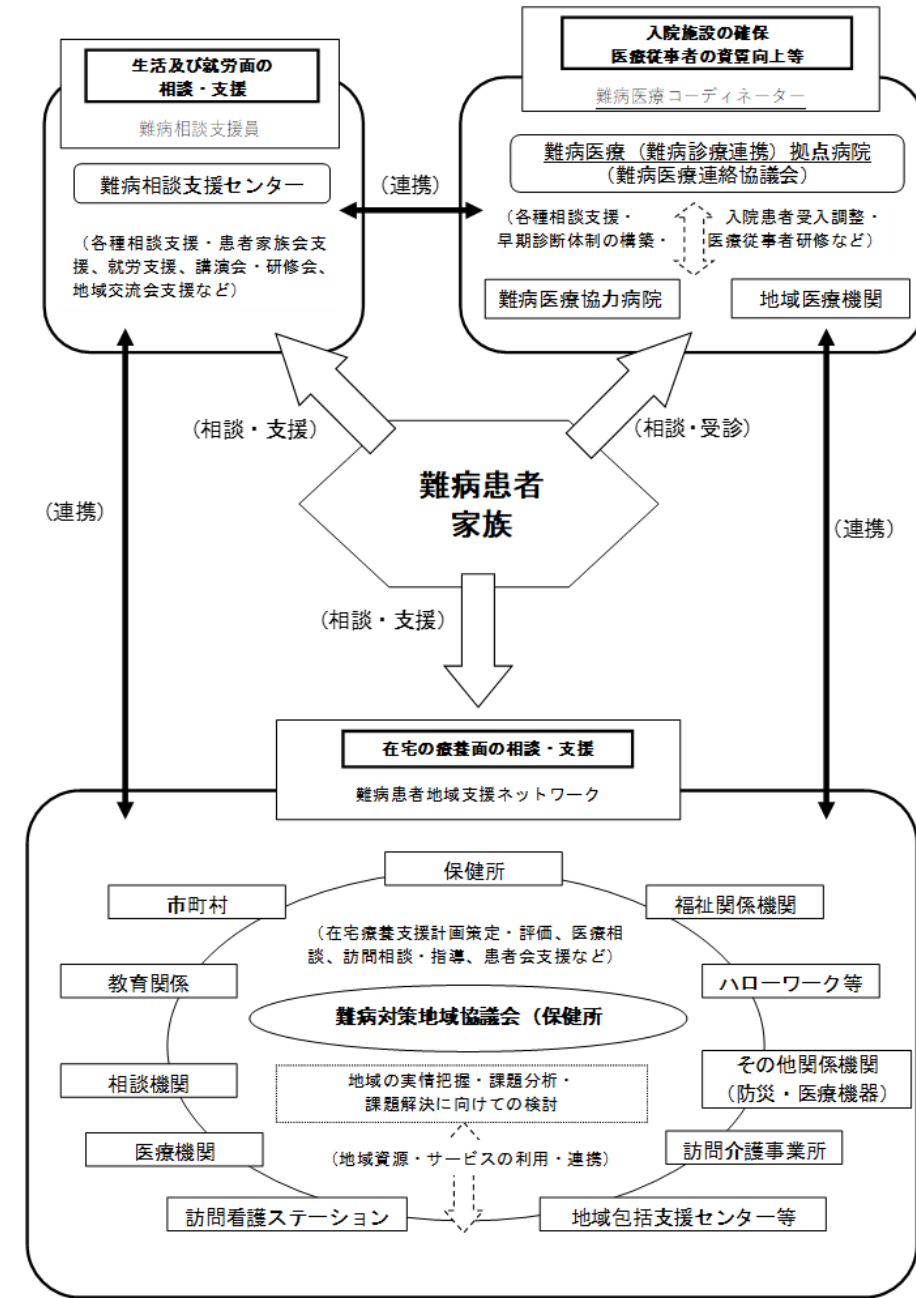 生活及び就労面の
相談・支援
難病相談支援員
難病相談支援センター
（各種相談支援・患者家族会支
援、就労支援、講演会・研修会、
地域交流会支援など）
（連携）
入院施設の確保
医療従事者の資質向上等
難病医療コーディネーター
難病医療（難病診療連携）拠点病院
（難病医療連絡協議会）
（各種相談支援・
早期診断体制の構築・
入院患者受入調整・
医療従事者研修など）
難病医療協力病院
地域医療機関
（相談・支援）
（相談・受診）
難病患者
家族
（連携）
（連携）
（相談・支援）
在宅の療養面の相談・支援
難病患者地域支援ネットワーク
保健所
市町村
福祉関係機関
（在宅療養支援計画策定・評価、医療相
談、訪問相談・指導、患者会支援など）
教育関係
ハローワーク等
難病対策地域協議会（保健所
相談機関
地域の実情把握・課題分析・
課題解決に向けての検討
その他関係機関
（防災・医療機器）
医療機関
（地域資源・サービスの利用・連携）
訪問介護事業所
訪問看護ステーション
地域包括支援センター等